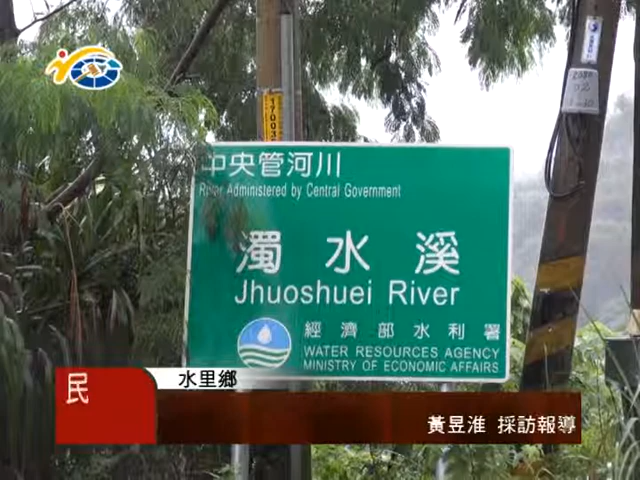 中央管河川
River Administered by Central Government
濁水溪
Jhuoshuei River
經濟部水利署
WATER RESOURCES AGENCY
MINISTRY OF ECONOMIC AFFAIRS
民
水里鄉
黃昱淮 採訪報導